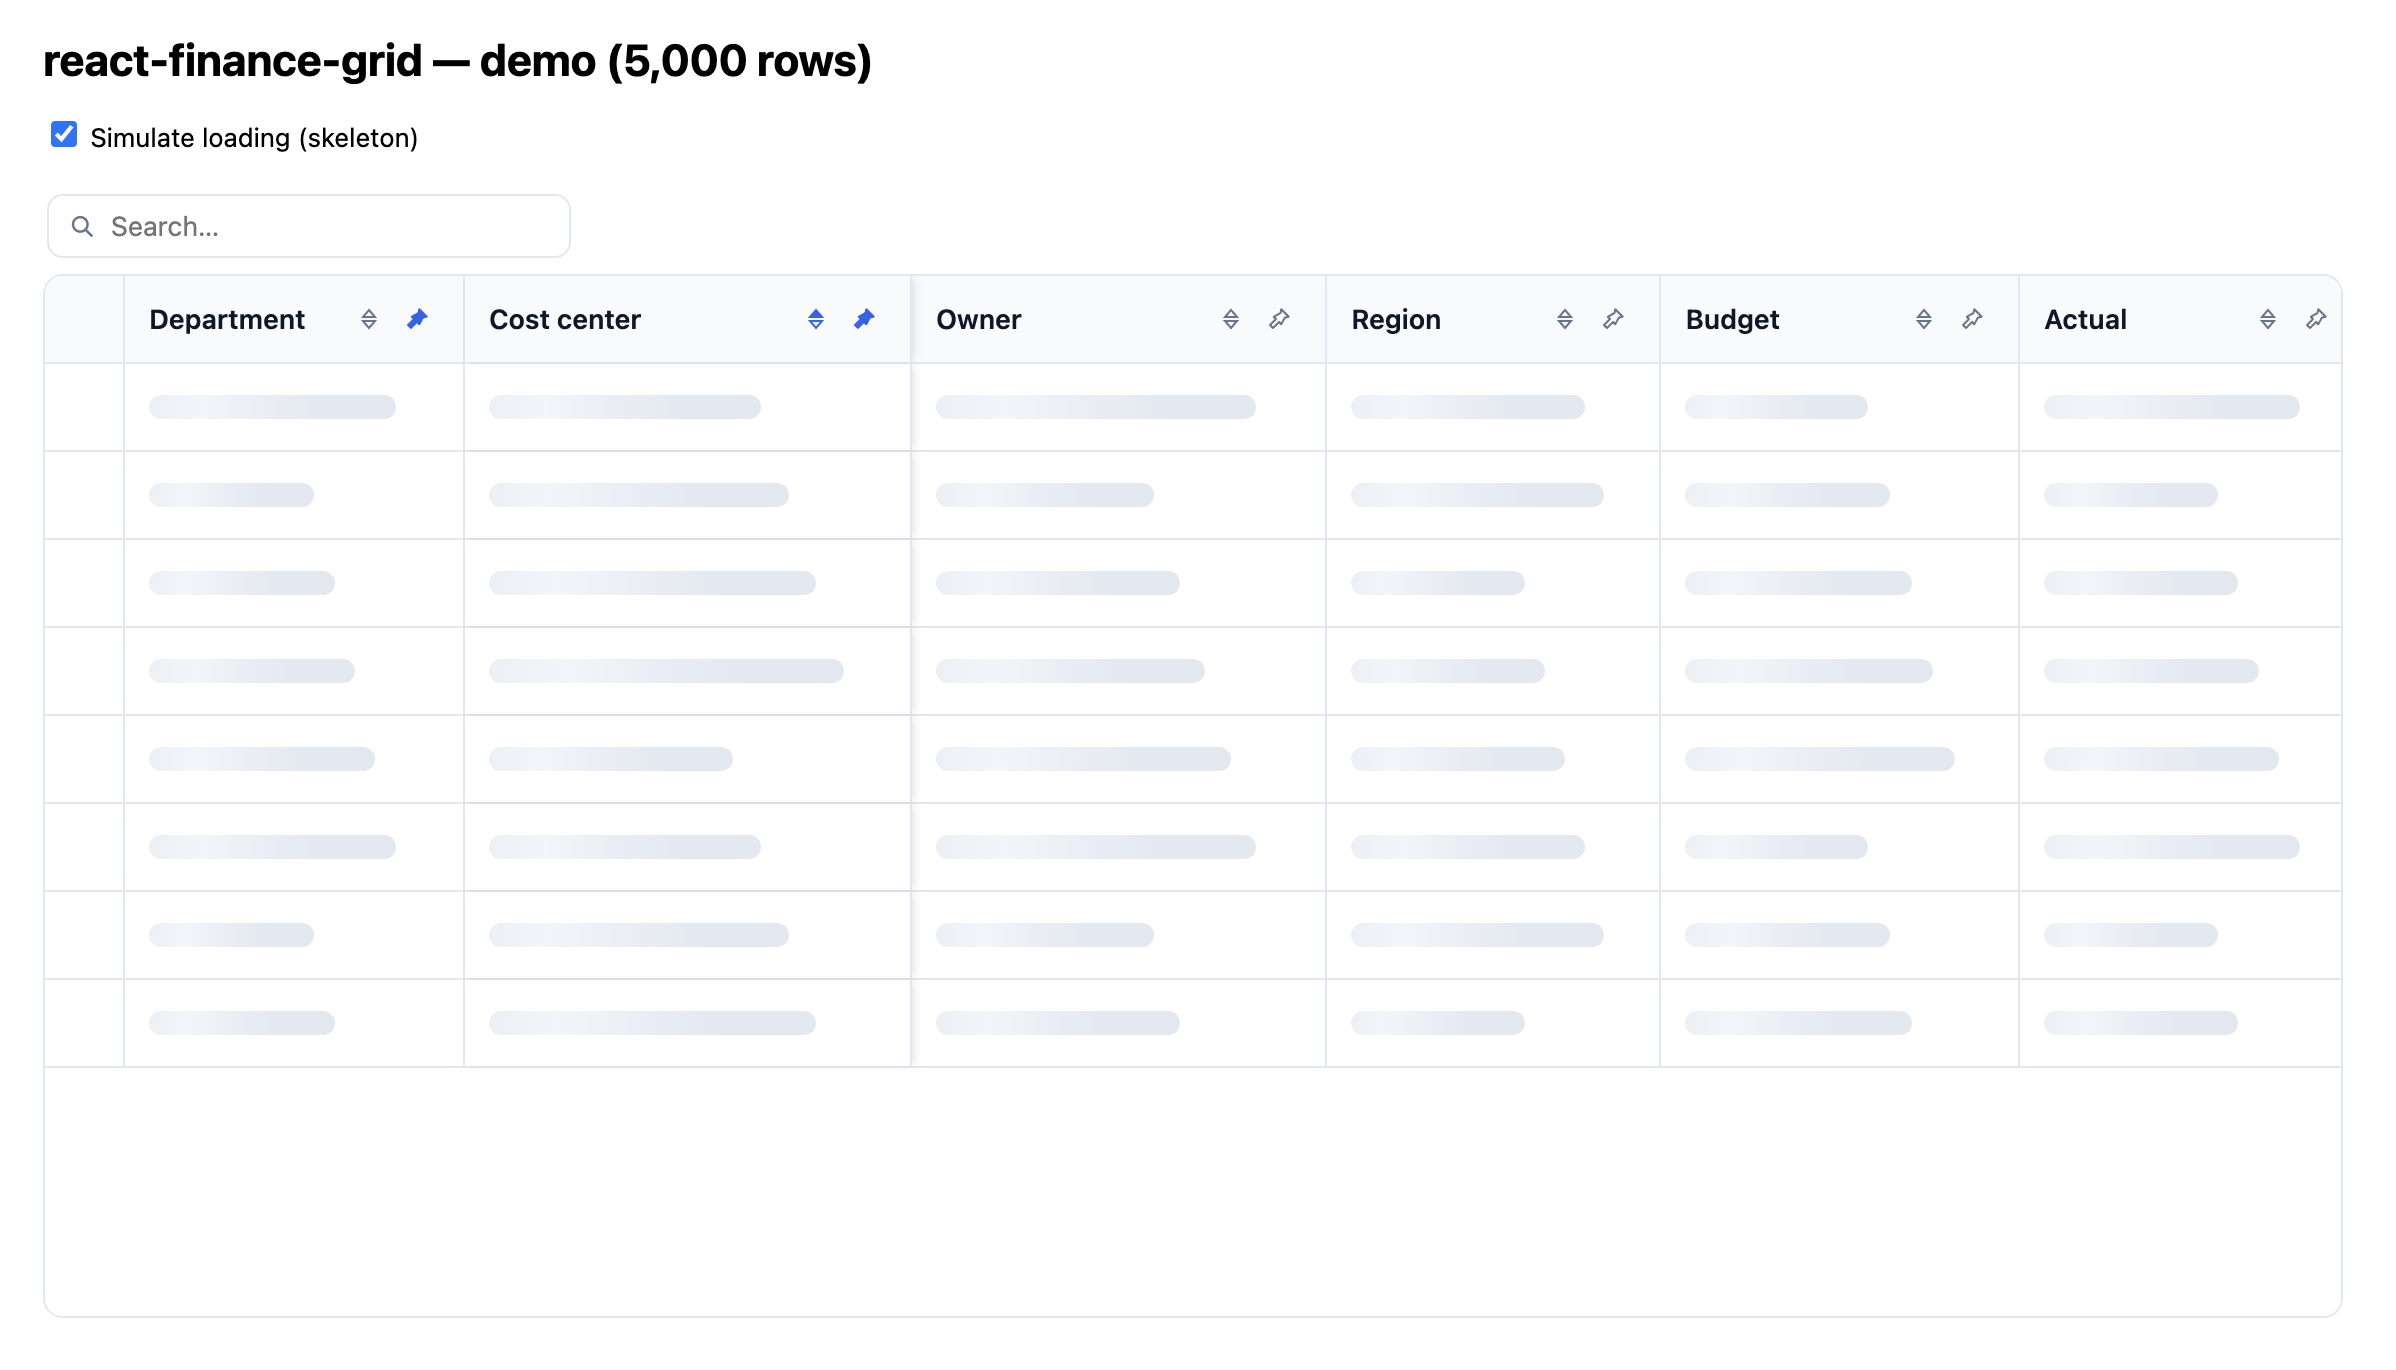 react-finance-grid — demo (5,000 rows)
Simulate loading (skeleton)
Search...
Department Cost center Owner Region Budget Actual